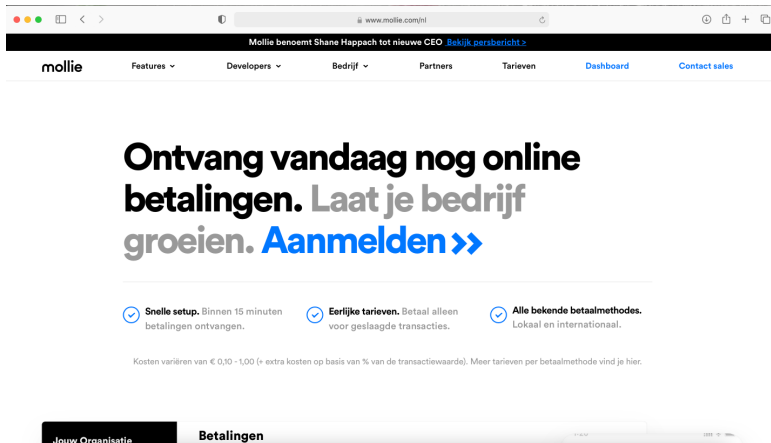 www.mollie.com/nl
Mollie benoemt Shane Happach tot nieuwe CEO Bekijk persbericht >
mollie Features Developers Bedrijf Partners Tarieven Dashboard Contact sales
Ontvang vandaag nog online
betalingen. Laat je bedrijf
groeien. Aanmelden >>
Snelle setup. Binnen 15 minuten
betalingen ontvangen.
Eerlijke tarieven. Betaal alleen
voor geslaagde transacties.
Alle bekende betaalmethodes.
Lokaal en internationaal.
Kosten variëren van € 0,10 - 1,00 (+ extra kosten op basis van % van de transactiewaarde). Meer tarieven per betaalmethode vind je hier.
Jouw Organisatie
Betalingen